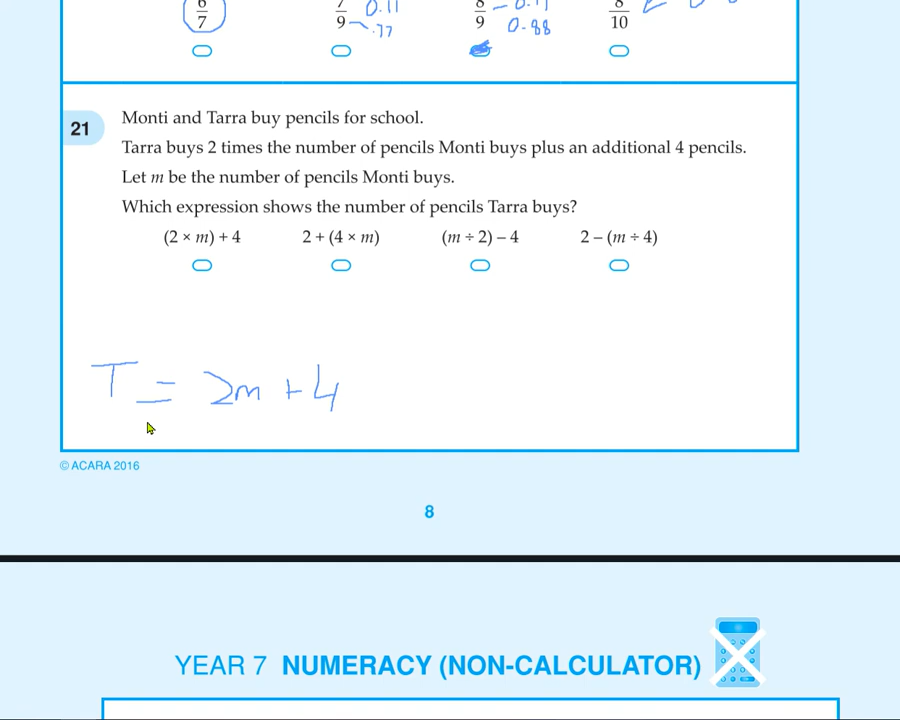 6/7 7/9 0.11 .77 8/9 0.88 8/10
21 Monti and Tarra buy pencils for school.
Tarra buys 2 times the number of pencils Monti buys plus an additional 4 pencils.
Let m be the number of pencils Monti buys.
Which expression shows the number of pencils Tarra buys?
(2 × m) + 4 2 + (4 × m) (m ÷ 2) – 4 2 – (m ÷ 4)
T = 2m + 4
© ACARA 2016
8
YEAR 7 NUMERACY (NON-CALCULATOR)